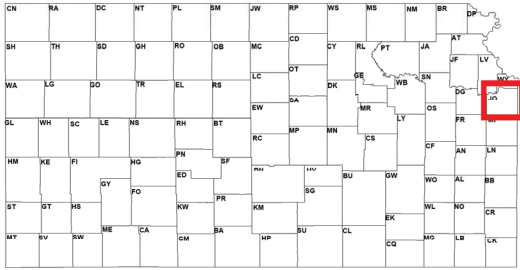 CN RA DC NT PL SM JW RP WS MS NM BR DP
CD AT
SH TH SD GH RO OB MC CY RL PT JA
JF LV
OT
LC GE WB SN WY
WA LG GO TR EL RS DK DG JO
SA MR OS
EW LY
GL WH SC LE NS RH BT FR MI
MP MN
RC CS
CF AN LN
PN
HM KE FI HG SF
ED BU GW WO AL BB
GY SG
FO
PR
ST GT HS KW KM WL NO
CR
EK
ME CA BA SU CL
MT SV SW CM HP CQ MG LB CK